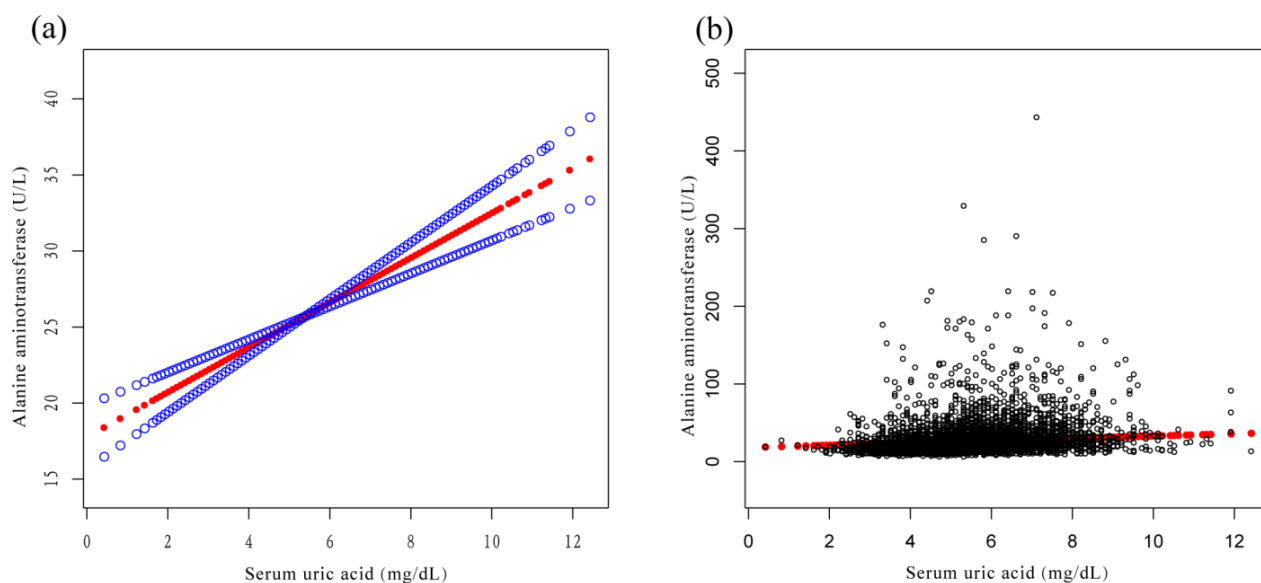 (a)
40
35
30
25
20
15
Alanine aminotransferase (U/L)
0 2 4 6 8 10 12
Serum uric acid (mg/dL)
(b)
500
400
300
200
100
0
Alanine aminotransferase (U/L)
0 2 4 6 8 10 12
Serum uric acid (mg/dL)